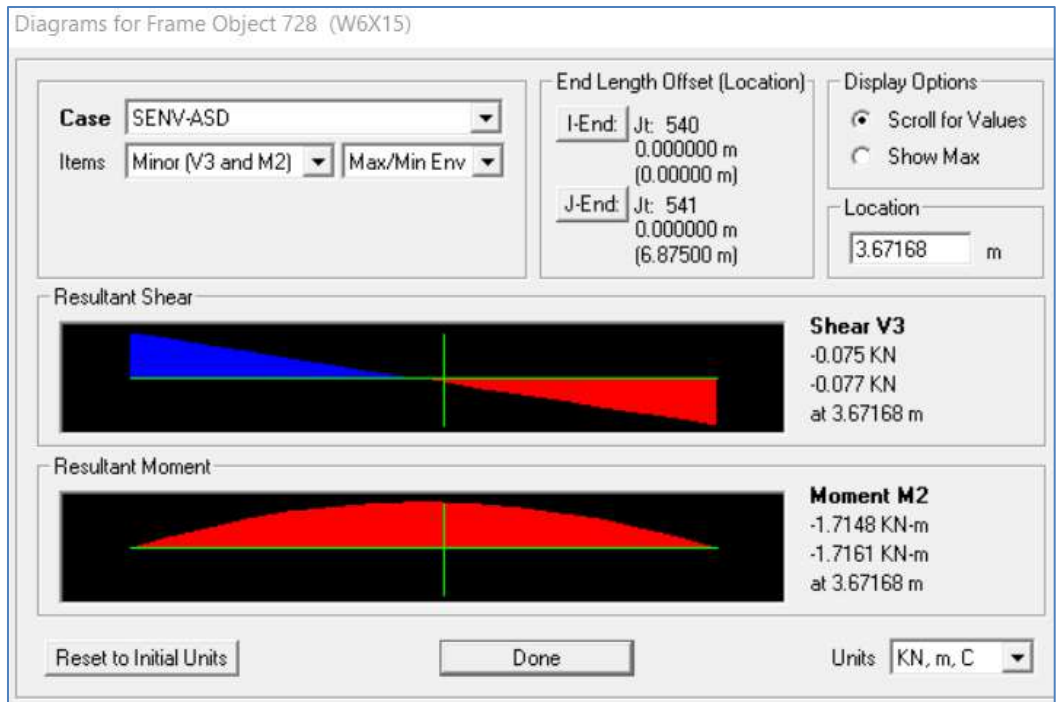 Diagrams for Frame Object 728 (W6X15)
Case SENV-ASD
Items Minor (V3 and M2) Max/Min Env
End Length Offset (Location)
I-End: Jt: 540
0.000000 m
(0.00000 m)
J-End: Jt: 541
0.000000 m
(6.87500 m)
Display Options
Scroll for Values
Show Max
Location
3.67168 m
Resultant Shear
Shear V3
-0.075 KN
-0.077 KN
at 3.67168 m
Resultant Moment
Moment M2
-1.7148 KN-m
-1.7161 KN-m
at 3.67168 m
Reset to Initial Units Done Units KN, m, C